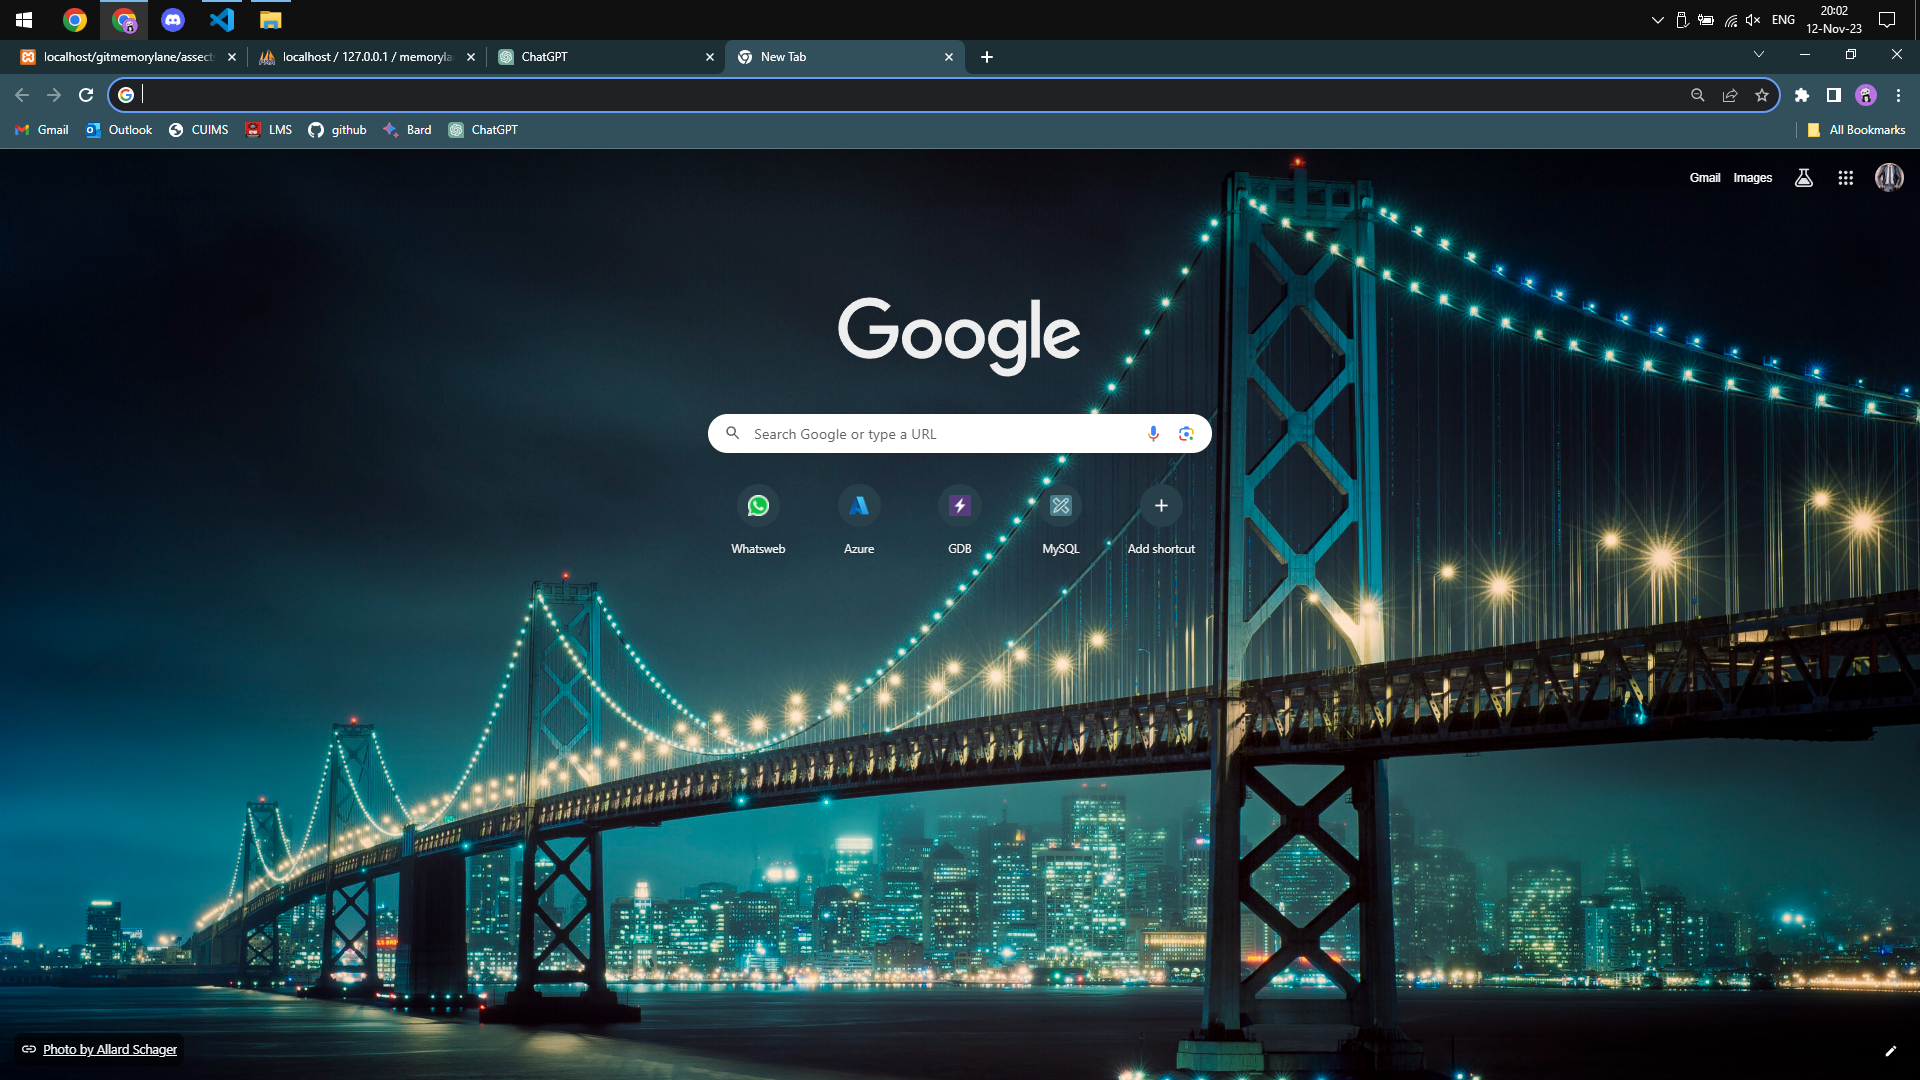 ENG
20:02
12-Nov-23
localhost/gitmemorylane/assect
localhost / 127.0.0.1 / memoryla
ChatGPT
New Tab
Gmail
Outlook
CUIMS
LMS
github
Bard
ChatGPT
All Bookmarks
Gmail
Images
Google
Search Google or type a URL
Whatsweb
Azure
GDB
MySQL
Add shortcut
Photo by Allard Schager